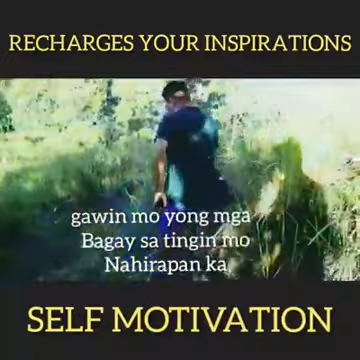 RECHARGES YOUR INSPIRATIONS
gawin mo yong mga
Bagay sa tingin mo
Nahirapan ka
SELF MOTIVATION